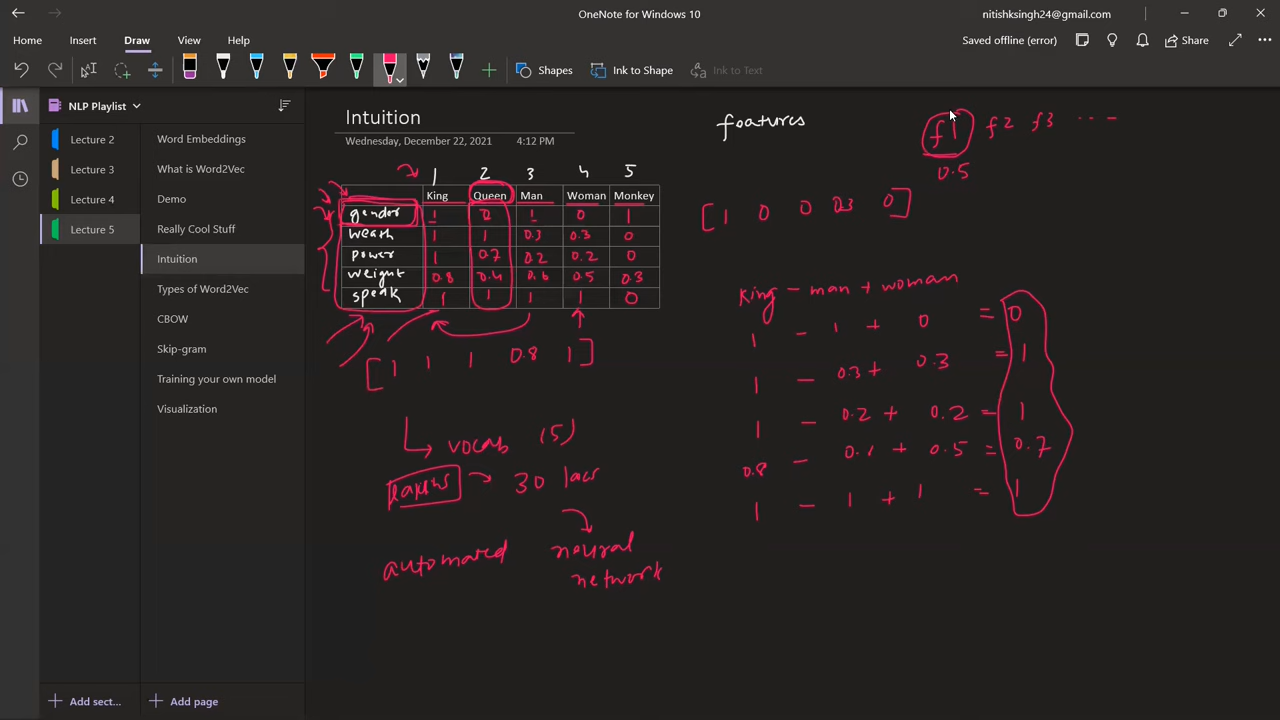 OneNote for Windows 10
nitishksingh24@gmail.com
Home Insert Draw View Help
Saved offline (error)
Share
Shapes
Ink to Shape
Ink to Text
NLP Playlist
Lecture 2
Lecture 3
Lecture 4
Lecture 5
Word Embeddings
What is Word2Vec
Demo
Really Cool Stuff
Intuition
Types of Word2Vec
CBOW
Skip-gram
Training your own model
Visualization
Add sect...
Add page
Intuition
Wednesday, December 22, 2021 4:12 PM
1 2 3 4 5
King Queen Man Woman Monkey
gender 1 0 1 0 1
weath 1 1 0.3 0.3 0
power 1 0.7 0.2 0.2 0
weight 0.8 0.4 0.6 0.5 0.3
speak 1 1 1 1 0
[1 1 1 0.8 1]
vocab (5)
30 lacs
automated neural
network
features
f1 f2 f3 ...
0.5
[1 0 0 0.3 0]
king - man + woman
1 - 1 + 0 = 0
1 - 0.3 + 0.3 = 1
1 - 0.2 + 0.2 = 1
0.8 - + 0.5 = 0.7
1 - 1 + 1 = 1